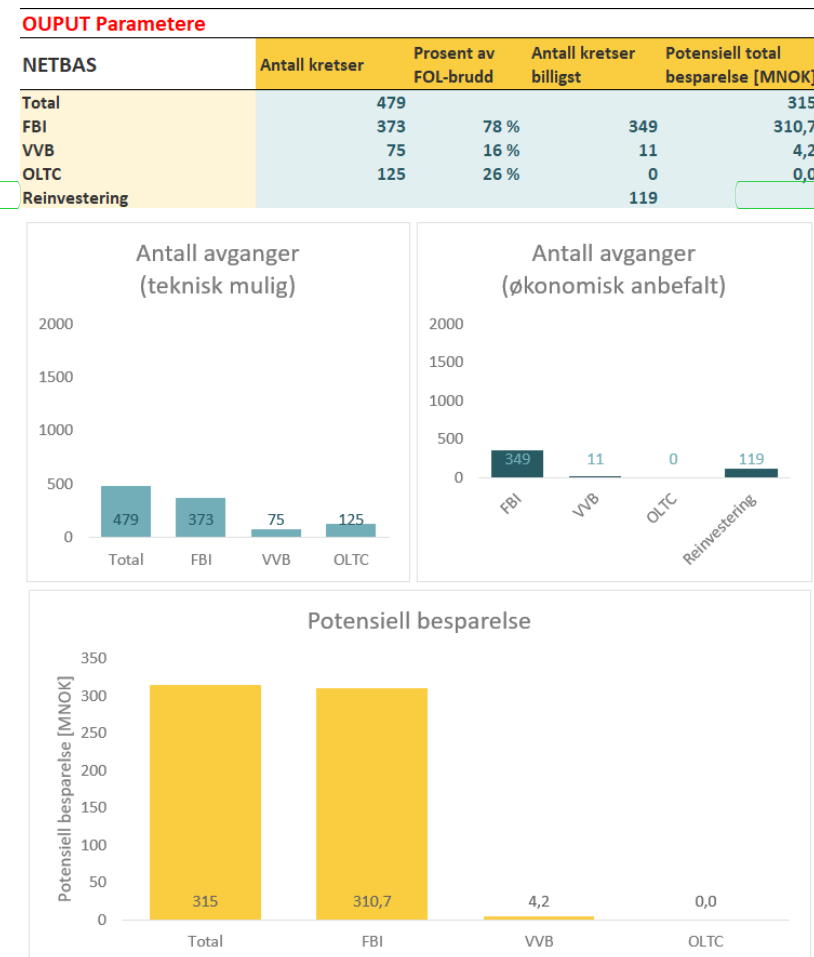 OUPUT Parametere
NETBAS Antall kretser Prosent av FOL-brudd Antall kretser billigst Potensiell total besparelse [MNOK]
Total 479 315
FBI 373 78 % 349 310,7
VVB 75 16 % 11 4,2
OLTC 125 26 % 0 0,0
Reinvestering 119
Antall avganger
(teknisk mulig)
2000
1500
1000
500
0
479 373 75 125
Total FBI VVB OLTC
Antall avganger
(økonomisk anbefalt)
2000
1500
1000
500
0
349 11 0 119
FBI VVB OLTC Reinvestering
Potensiell besparelse
Potensiell besparelse [MNOK]
350
300
250
200
150
100
50
0
315 310,7 4,2 0,0
Total FBI VVB OLTC